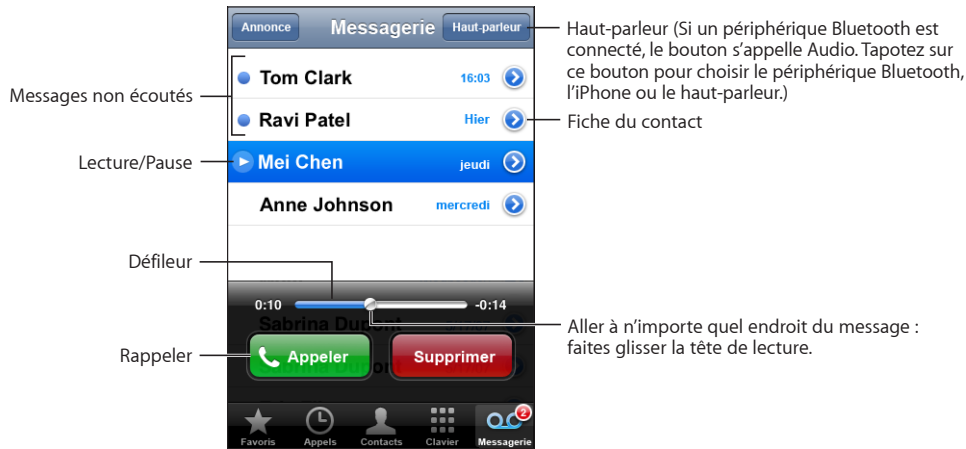 Annonce
Messagerie
Haut-parleur
Haut-parleur (Si un périphérique Bluetooth est
connecté, le bouton s’appelle Audio. Tapotez sur
ce bouton pour choisir le périphérique Bluetooth,
l’iPhone ou le haut-parleur.)
Messages non écoutés
Tom Clark
16:03
Ravi Patel
Hier
Fiche du contact
Lecture/Pause
Mei Chen
jeudi
Anne Johnson
mercredi
Défileur
0:10
-0:14
Sabrina Dupont
Aller à n’importe quel endroit du message :
faites glisser la tête de lecture.
Rappeler
Appeler
Supprimer
2
Favoris
Appels
Contacts
Clavier
Messagerie